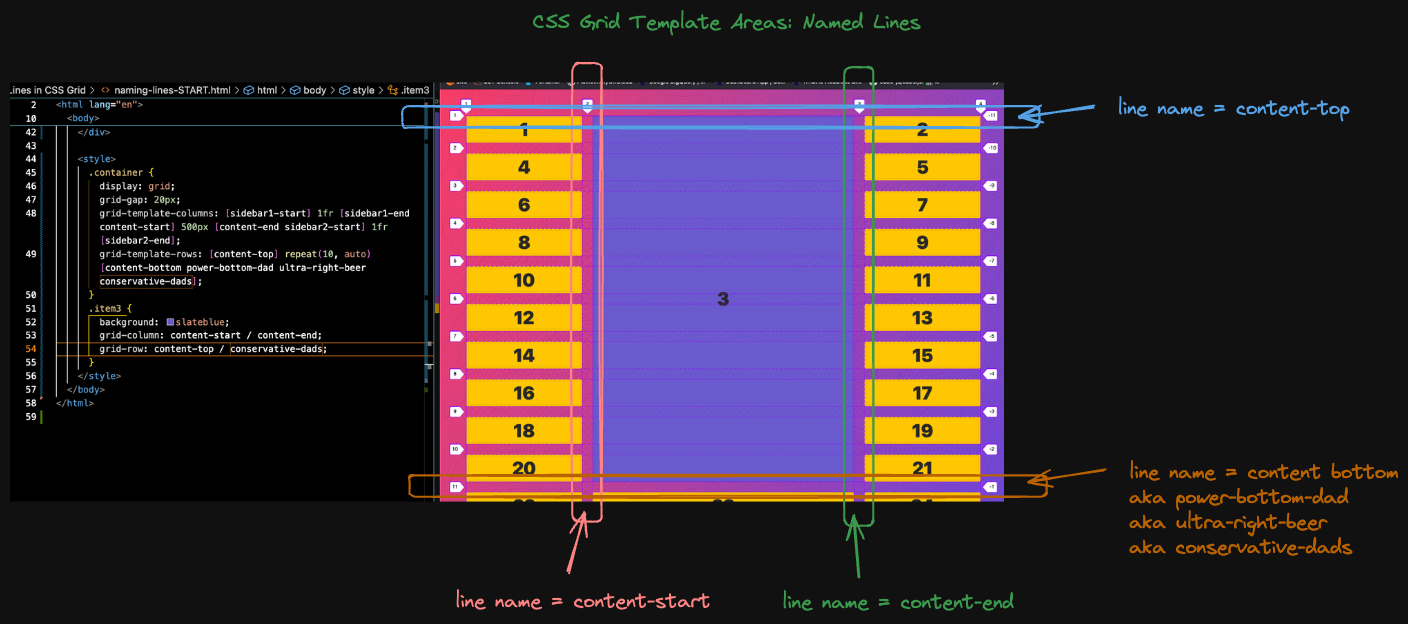 CSS Grid Template Areas: Named Lines
Lines in CSS Grid > <> naming-lines-START.html > html > body > style > .item3
2 <html lang="en">
10 <body>
42 </div>
43
44 <style>
45 .container {
46 display: grid;
47 grid-gap: 20px;
48 grid-template-columns: [sidebar1-start] 1fr [sidebar1-end
content-start] 500px [content-end sidebar2-start] 1fr
[sidebar2-end];
49 grid-template-rows: [content-top] repeat(10, auto)
[content-bottom power-bottom-dad ultra-right-beer
conservative-dads];
50 }
51 .item3 {
52 background: slateblue;
53 grid-column: content-start / content-end;
54 grid-row: content-top / conservative-dads;
55 }
56 </style>
57 </body>
58 </html>
59
1 2 3 4
1 -11
1 2
2 -10
4 5
3 -9
6 7
4 -8
8 9
5 -7
10 11
3
6 -6
12 13
7 -5
14 15
8 -4
16 17
9 -3
18 19
10 -2
20 21
11 -1
line name = content-top
line name = content bottom
aka power-bottom-dad
aka ultra-right-beer
aka conservative-dads
line name = content-start
line name = content-end